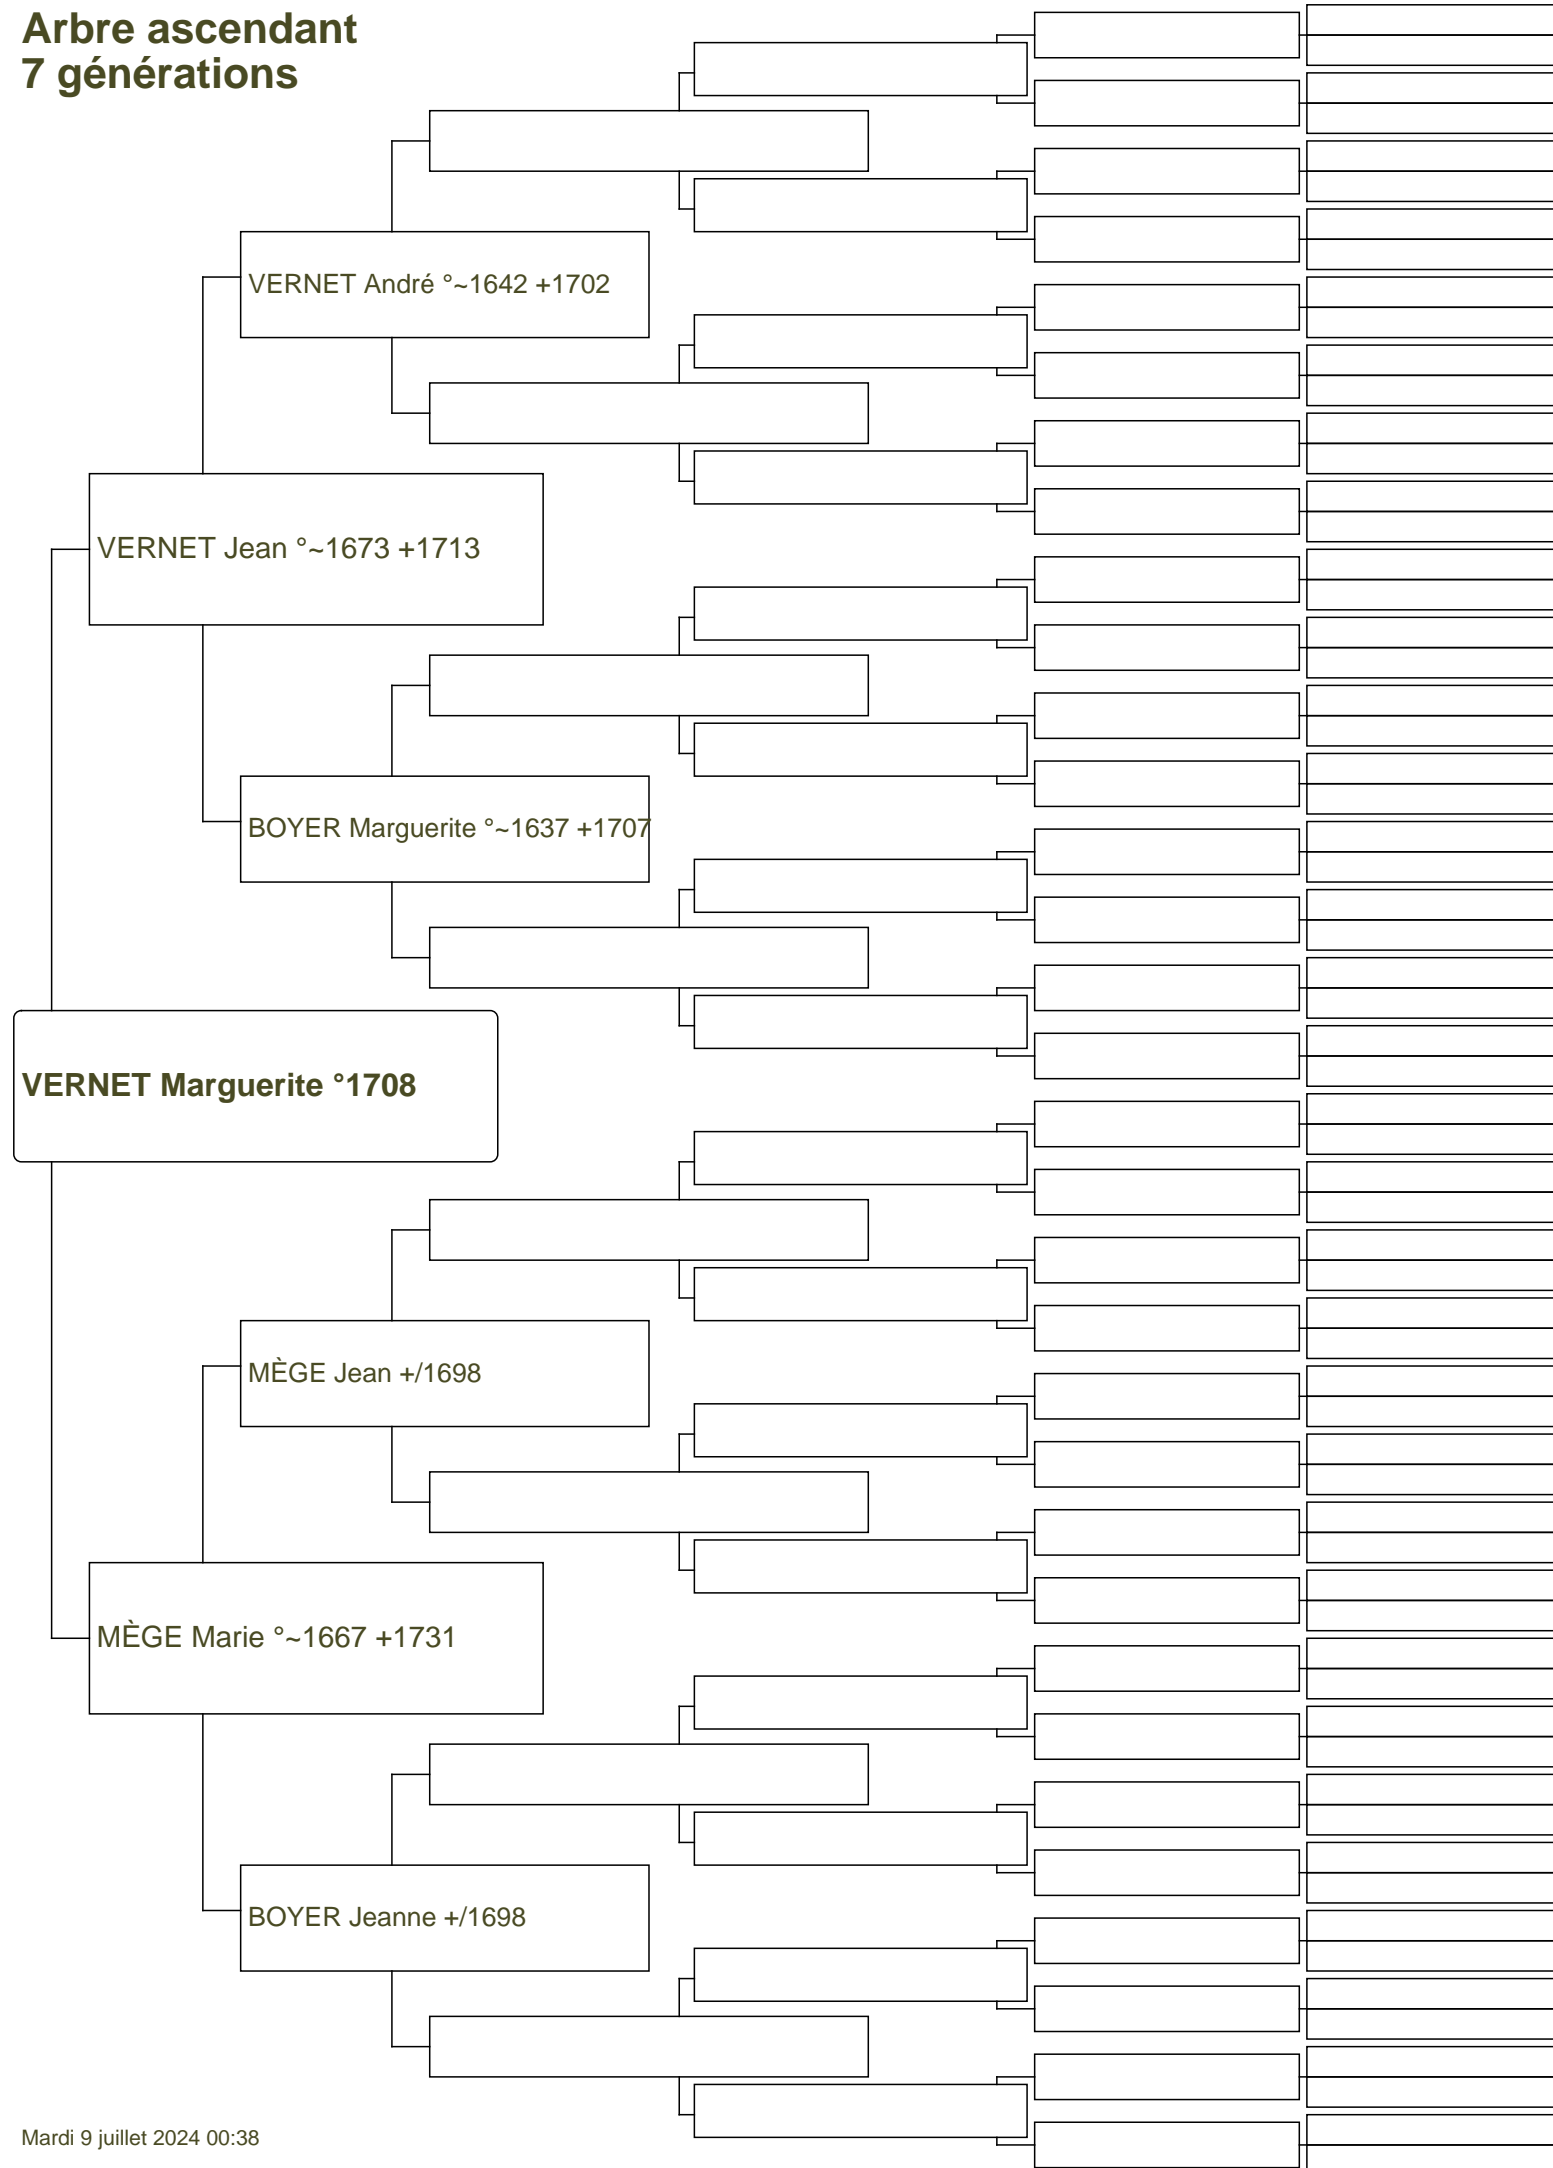 Arbre ascendant
7 générations
VERNET André °~1642 +1702
VERNET Jean °~1673 +1713
BOYER Marguerite °~1637 +1707
VERNET Marguerite °1708
MÈGE Jean +/1698
MÈGE Marie °~1667 +1731
BOYER Jeanne +/1698
Mardi 9 juillet 2024 00:38